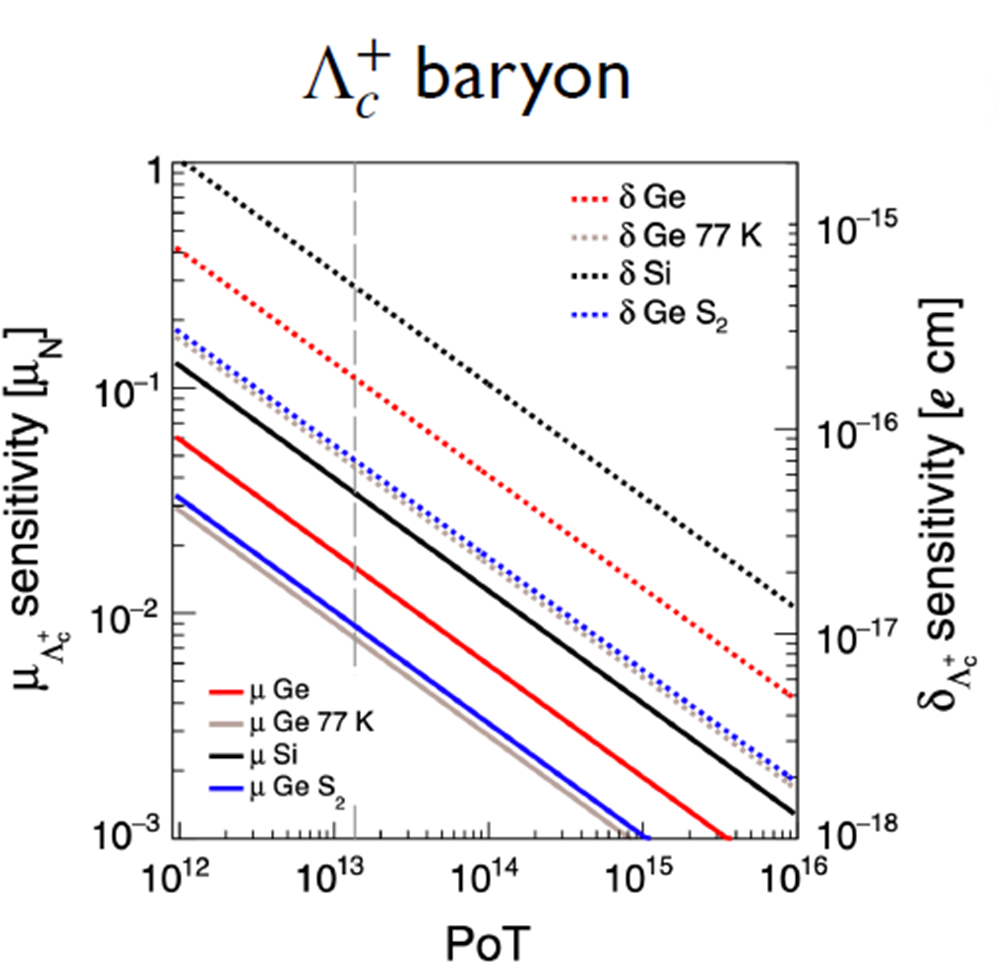 Λc+ baryon
δ Ge
δ Ge 77 K
δ Si
δ Ge S2
μ Ge
μ Ge 77 K
μ Si
μ Ge S2
1
10−1
10−2
10−3
10−15
10−16
10−17
10−18
1012
1013
1014
1015
1016
μΛc+ sensitivity [μN]
δΛc+ sensitivity [e cm]
PoT